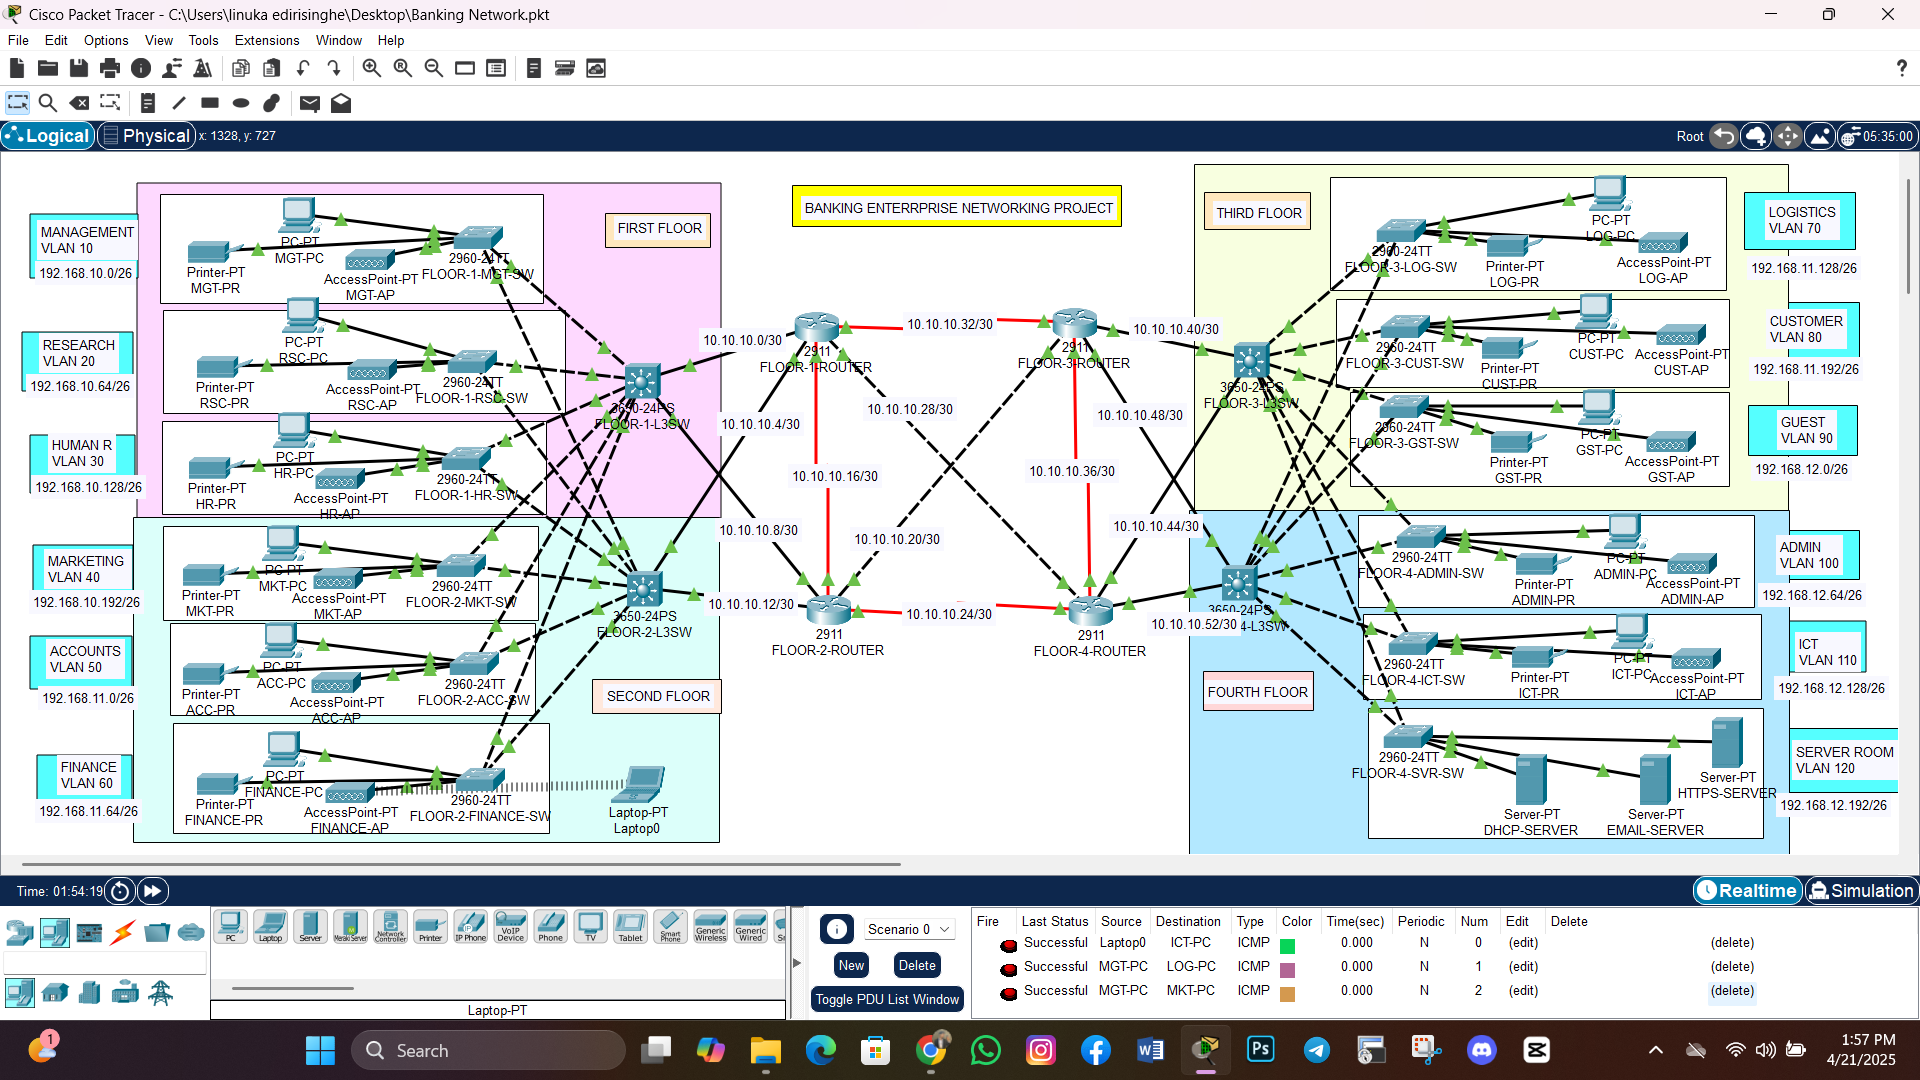 Cisco Packet Tracer - C:\Users\linuka edirisinghe\Desktop\Banking Network.pkt
File Edit Options View Tools Extensions Window Help
Logical Physical x: 1328, y: 727
Root 05:35:00
BANKING ENTERRPRISE NETWORKING PROJECT
FIRST FLOOR
MANAGEMENT
VLAN 10
192.168.10.0/26
PC-PT
MGT-PC
Printer-PT
MGT-PR
AccessPoint-PT
MGT-AP
2960-24TT
FLOOR-1-MGT-SW
RESEARCH
VLAN 20
192.168.10.64/26
PC-PT
RSC-PC
Printer-PT
RSC-PR
AccessPoint-PT
RSC-AP
2960-24TT
FLOOR-1-RSC-SW
HUMAN R
VLAN 30
192.168.10.128/26
PC-PT
HR-PC
Printer-PT
HR-PR
AccessPoint-PT
HR-AP
2960-24TT
FLOOR-1-HR-SW
3650-24PS
FLOOR-1-L3SW
MARKETING
VLAN 40
192.168.10.192/26
PC-PT
MKT-PC
Printer-PT
MKT-PR
AccessPoint-PT
MKT-AP
2960-24TT
FLOOR-2-MKT-SW
ACCOUNTS
VLAN 50
192.168.11.0/26
PC-PT
ACC-PC
Printer-PT
ACC-PR
AccessPoint-PT
ACC-AP
2960-24TT
FLOOR-2-ACC-SW
3650-24PS
FLOOR-2-L3SW
SECOND FLOOR
FINANCE
VLAN 60
192.168.11.64/26
PC-PT
FINANCE-PC
Printer-PT
FINANCE-PR
AccessPoint-PT
FINANCE-AP
2960-24TT
FLOOR-2-FINANCE-SW
Laptop-PT
Laptop0
10.10.10.0/30
10.10.10.4/30
10.10.10.8/30
10.10.10.12/30
10.10.10.16/30
10.10.10.20/30
10.10.10.24/30
10.10.10.28/30
10.10.10.32/30
10.10.10.36/30
10.10.10.40/30
10.10.10.44/30
10.10.10.48/30
10.10.10.52/30
2911
FLOOR-1-ROUTER
2911
FLOOR-3-ROUTER
2911
FLOOR-2-ROUTER
2911
FLOOR-4-ROUTER
THIRD FLOOR
PC-PT
LOG-PC
2960-24TT
FLOOR-3-LOG-SW
Printer-PT
LOG-PR
AccessPoint-PT
LOG-AP
LOGISTICS
VLAN 70
192.168.11.128/26
PC-PT
CUST-PC
2960-24TT
FLOOR-3-CUST-SW
Printer-PT
CUST-PR
AccessPoint-PT
CUST-AP
CUSTOMER
VLAN 80
192.168.11.192/26
3650-24PS
FLOOR-3-L3SW
PC-PT
GST-PC
2960-24TT
FLOOR-3-GST-SW
Printer-PT
GST-PR
AccessPoint-PT
GST-AP
GUEST
VLAN 90
192.168.12.0/26
PC-PT
ADMIN-PC
2960-24TT
FLOOR-4-ADMIN-SW
Printer-PT
ADMIN-PR
AccessPoint-PT
ADMIN-AP
ADMIN
VLAN 100
192.168.12.64/26
3650-24PS
4-L3SW
PC-PT
ICT-PC
2960-24TT
FLOOR-4-ICT-SW
Printer-PT
ICT-PR
AccessPoint-PT
ICT-AP
ICT
VLAN 110
192.168.12.128/26
FOURTH FLOOR
2960-24TT
FLOOR-4-SVR-SW
Server-PT
DHCP-SERVER
Server-PT
EMAIL-SERVER
Server-PT
HTTPS-SERVER
SERVER ROOM
VLAN 120
192.168.12.192/26
Time: 01:54:19
Realtime Simulation
PC Laptop Server Meraki Server Network Controller Printer IP Phone VoIP Device Phone TV Tablet Smart Phone Generic Wireless Generic Wired
Laptop-PT
Scenario 0
New Delete
Toggle PDU List Window
Fire Last Status Source Destination Type Color Time(sec) Periodic Num Edit Delete
Successful Laptop0 ICT-PC ICMP 0.000 N 0 (edit) (delete)
Successful MGT-PC LOG-PC ICMP 0.000 N 1 (edit) (delete)
Successful MGT-PC MKT-PC ICMP 0.000 N 2 (edit) (delete)
1
Search
Ps
1:57 PM
4/21/2025